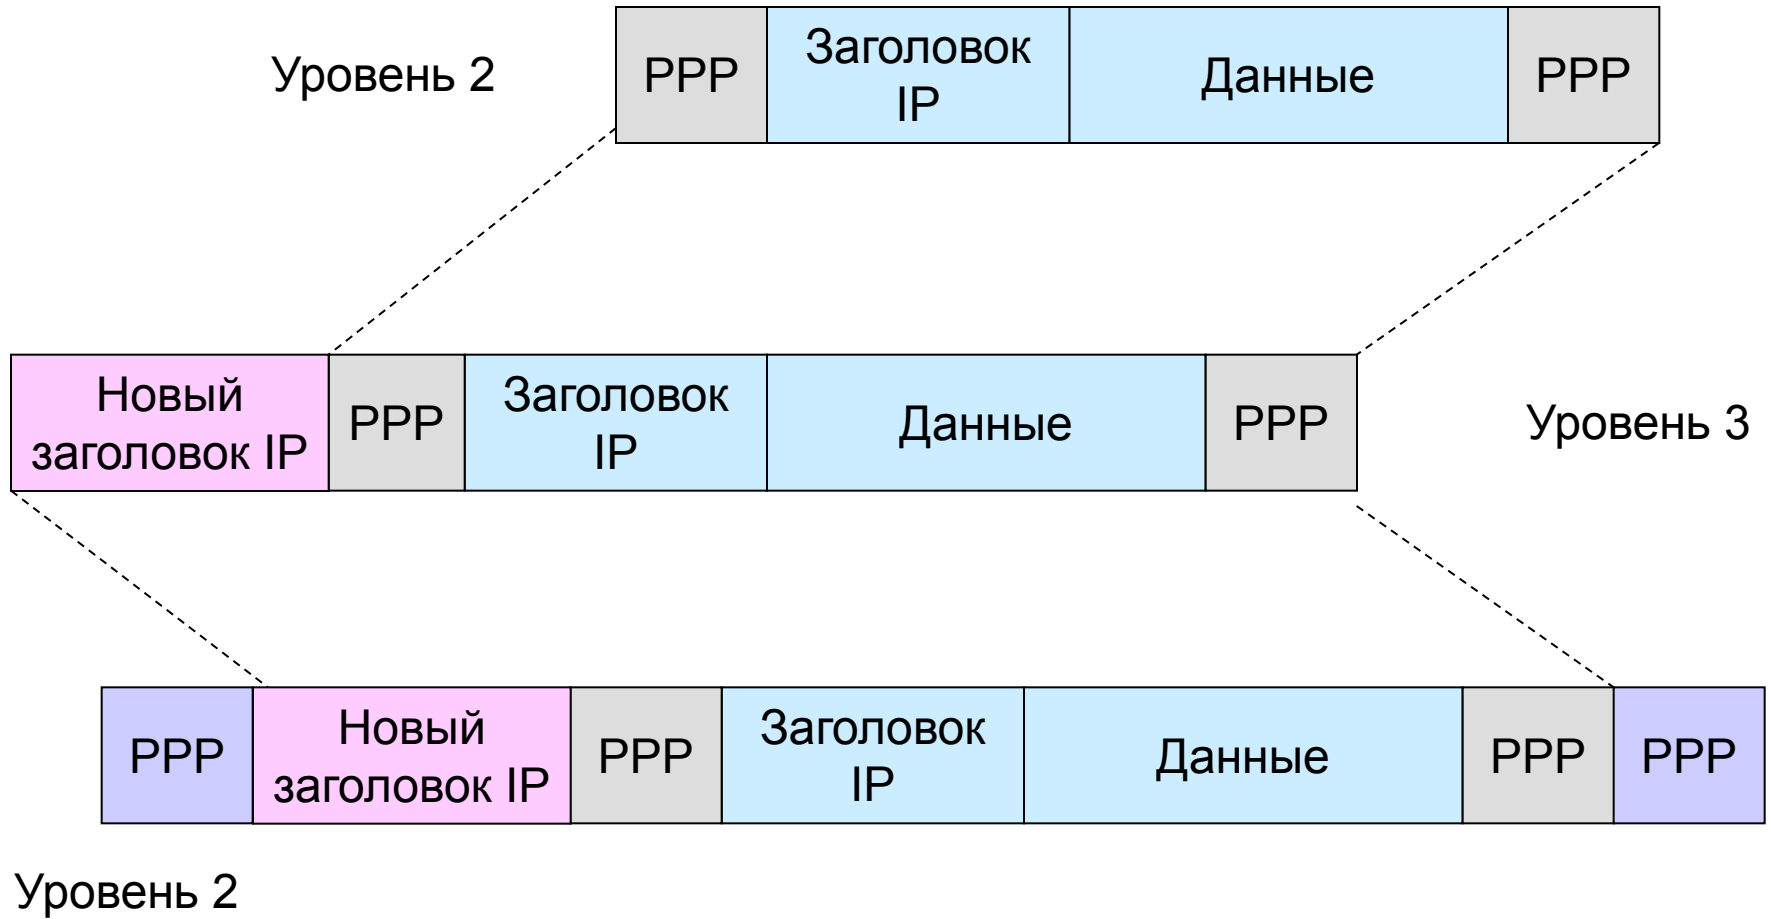 Уровень 2
PPP
Заголовок
IP
Данные
PPP
Новый
заголовок IP
PPP
Заголовок
IP
Данные
PPP
Уровень 3
PPP
Новый
заголовок IP
PPP
Заголовок
IP
Данные
PPP
PPP
Уровень 2